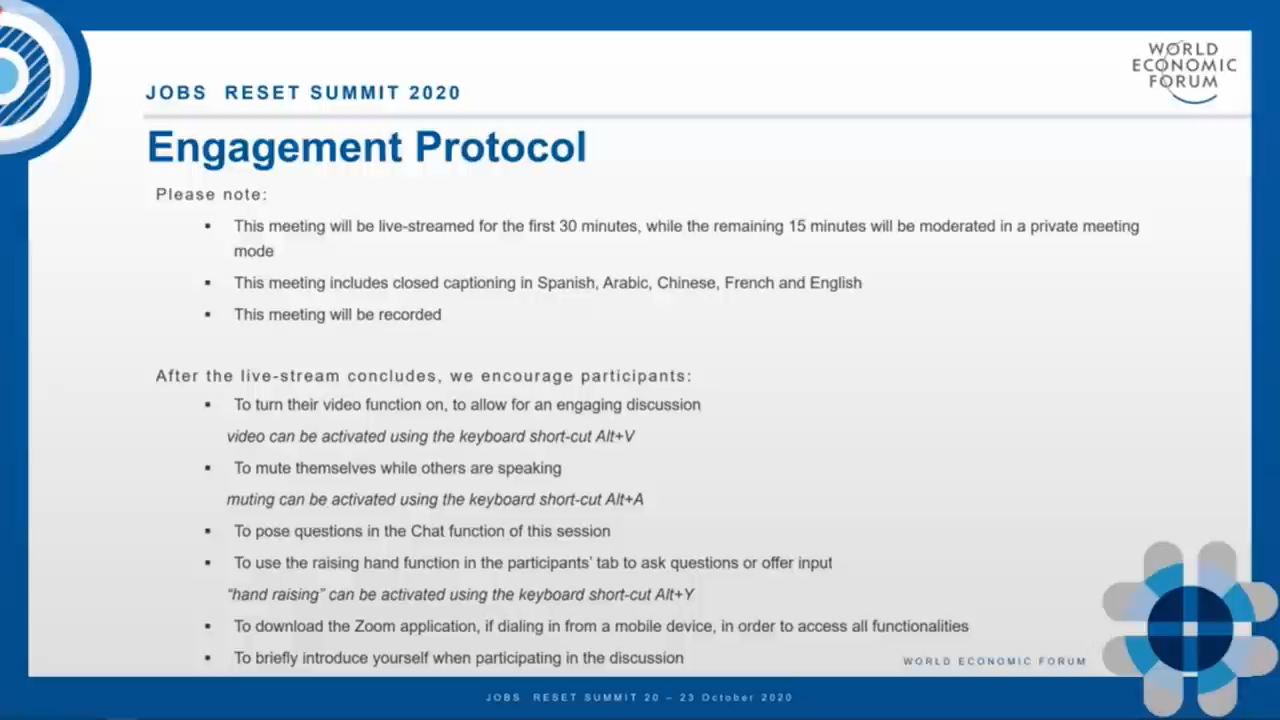 WORLD
ECONOMIC
FORUM
JOBS RESET SUMMIT 2020
Engagement Protocol
Please note:
▪ This meeting will be live-streamed for the first 30 minutes, while the remaining 15 minutes will be moderated in a private meeting
mode
▪ This meeting includes closed captioning in Spanish, Arabic, Chinese, French and English
▪ This meeting will be recorded
After the live-stream concludes, we encourage participants:
▪ To turn their video function on, to allow for an engaging discussion
video can be activated using the keyboard short-cut Alt+V
▪ To mute themselves while others are speaking
muting can be activated using the keyboard short-cut Alt+A
▪ To pose questions in the Chat function of this session
▪ To use the raising hand function in the participants’ tab to ask questions or offer input
“hand raising” can be activated using the keyboard short-cut Alt+Y
▪ To download the Zoom application, if dialing in from a mobile device, in order to access all functionalities
▪ To briefly introduce yourself when participating in the discussion
WORLD ECONOMIC FORUM
JOBS RESET SUMMIT 20 – 23 October 2020